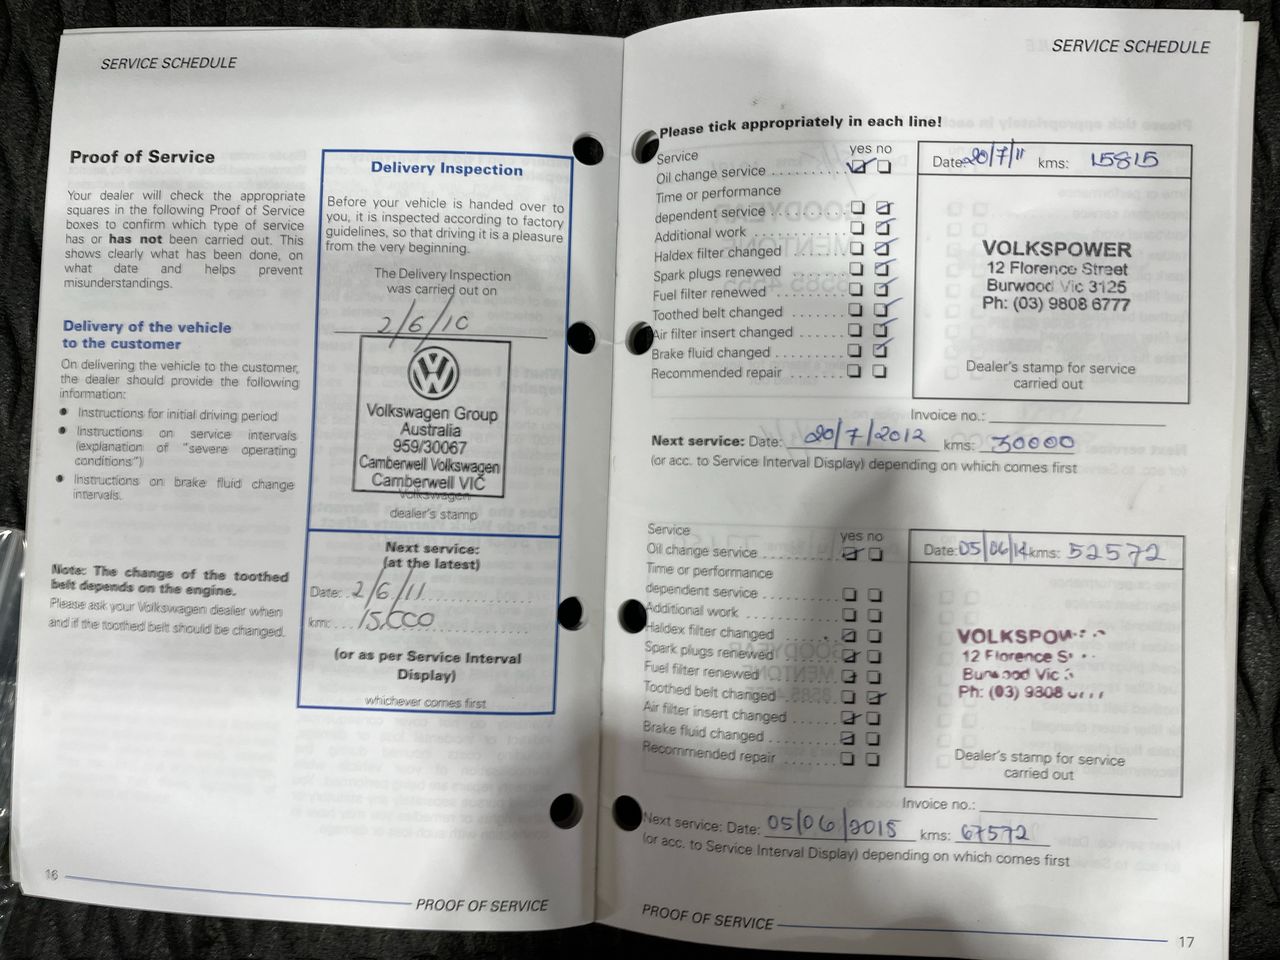 SERVICE SCHEDULE
Proof of Service
Your dealer will check the appropriate
squares in the following Proof of Service
boxes to confirm which type of service
has or has not been carried out. This
shows clearly what has been done, on
what date and helps prevent
misunderstandings.
Delivery of the vehicle
to the customer
On delivering the vehicle to the customer,
the dealer should provide the following
information:
● Instructions for initial driving period
● Instructions on service intervals
(explanation of "severe operating
conditions")
● Instructions on brake fluid change
intervals.
Note: The change of the toothed
belt depends on the engine.
Please ask your Volkswagen dealer when
and if the toothed belt should be changed.
Delivery Inspection
Before your vehicle is handed over to
you, it is inspected according to factory
guidelines, so that driving it is a pleasure
from the very beginning.
The Delivery Inspection
was carried out on
2/6/10
Volkswagen Group
Australia
959/30067
Camberwell Volkswagen
Camberwell VIC
Volkswagen
dealer's stamp
Next service:
(at the latest)
Date: 2/6/11
km: 15,000
(or as per Service Interval
Display)
whichever comes first
16
PROOF OF SERVICE
SERVICE SCHEDULE
Please tick appropriately in each line!
Service yes no
Oil change service
Time or performance
dependent service
Additional work
Haldex filter changed
Spark plugs renewed
Fuel filter renewed
Toothed belt changed
Air filter insert changed
Brake fluid changed
Recommended repair
Date: 20/7/11 kms: 15815
VOLKSPOWER
12 Florence Street
Burwood Vic 3125
Ph: (03) 9808 6777
Dealer's stamp for service
carried out
Invoice no.:
Next service: Date: 20/7/2012 kms: 30000
(or acc. to Service Interval Display) depending on which comes first
Service yes no
Oil change service
Time or performance
dependent service
Additional work
Haldex filter changed
Spark plugs renewed
Fuel filter renewed
Toothed belt changed
Air filter insert changed
Brake fluid changed
Recommended repair
Date: 05/06/14 kms: 52572
VOLKSPOW
12 Florence S
Burwood Vic 3
Ph: (03) 9808
Dealer's stamp for service
carried out
Invoice no.:
Next service: Date: 05/06/2015 kms: 67572
(or acc. to Service Interval Display) depending on which comes first
PROOF OF SERVICE
17